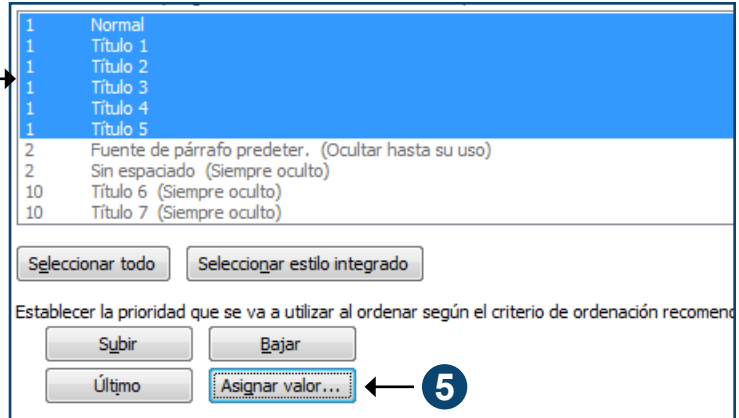 1 Normal
1 Título 1
1 Título 2
1 Título 3
1 Título 4
1 Título 5
2 Fuente de párrafo predeter. (Ocultar hasta su uso)
2 Sin espaciado (Siempre oculto)
10 Título 6 (Siempre oculto)
10 Título 7 (Siempre oculto)
Seleccionar todo Seleccionar estilo integrado
Establecer la prioridad que se va a utilizar al ordenar según el criterio de ordenación recomend
Subir Bajar
Último Asignar valor... 5